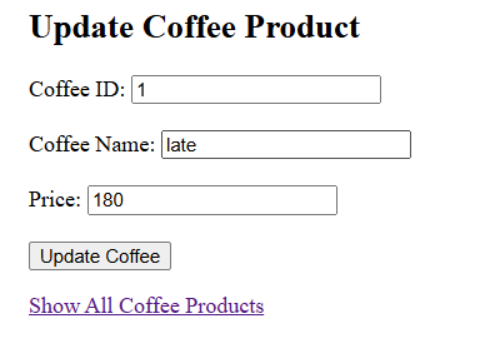 Update Coffee Product
Coffee ID: 1
Coffee Name: late
Price: 180
Update Coffee
Show All Coffee Products